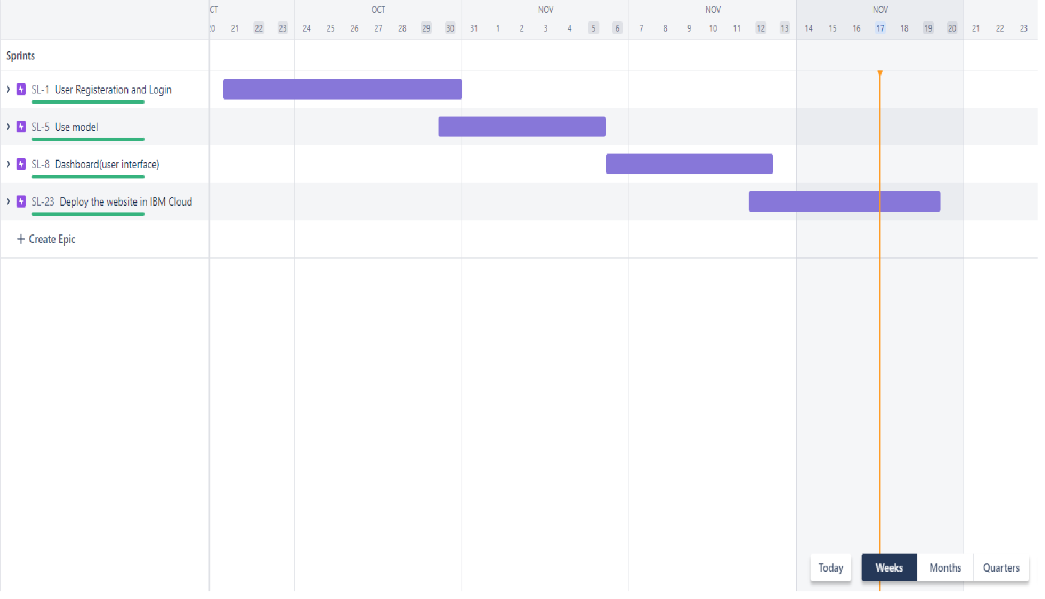 CT OCT NOV NOV NOV
20 21 22 23 24 25 26 27 28 29 30 31 1 2 3 4 5 6 7 8 9 10 11 12 13 14 15 16 17 18 19 20 21 22 23
Sprints
SL-1 User Registeration and Login
SL-5 Use model
SL-8 Dashboard(user interface)
SL-23 Deploy the website in IBM Cloud
+ Create Epic
Today Weeks Months Quarters